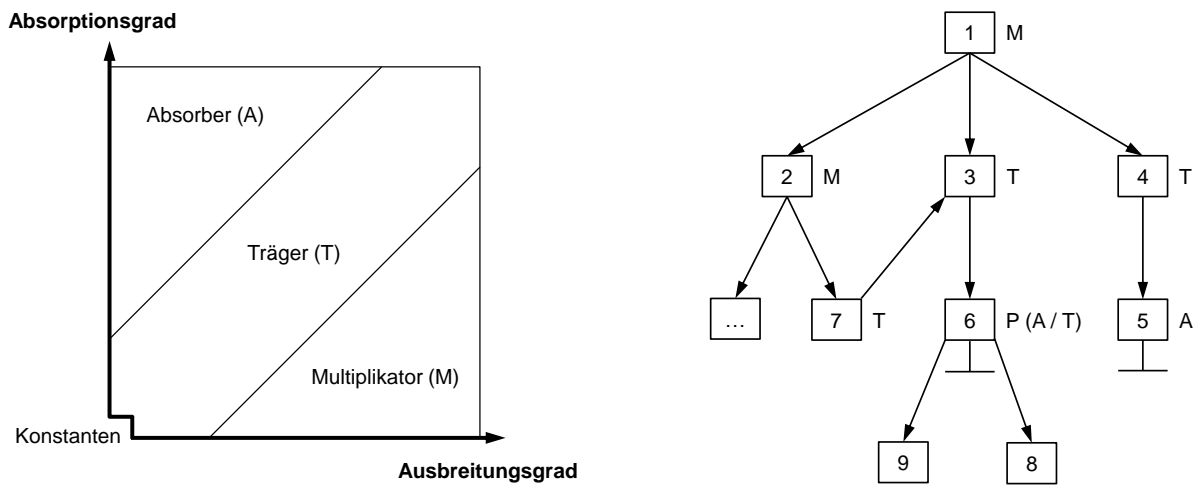 Absorptionsgrad
Absorber (A)
Träger (T)
Multiplikator (M)
Konstanten
Ausbreitungsgrad
1 M
2 M
3 T
4 T
...
7 T
6 P (A / T)
5 A
9
8